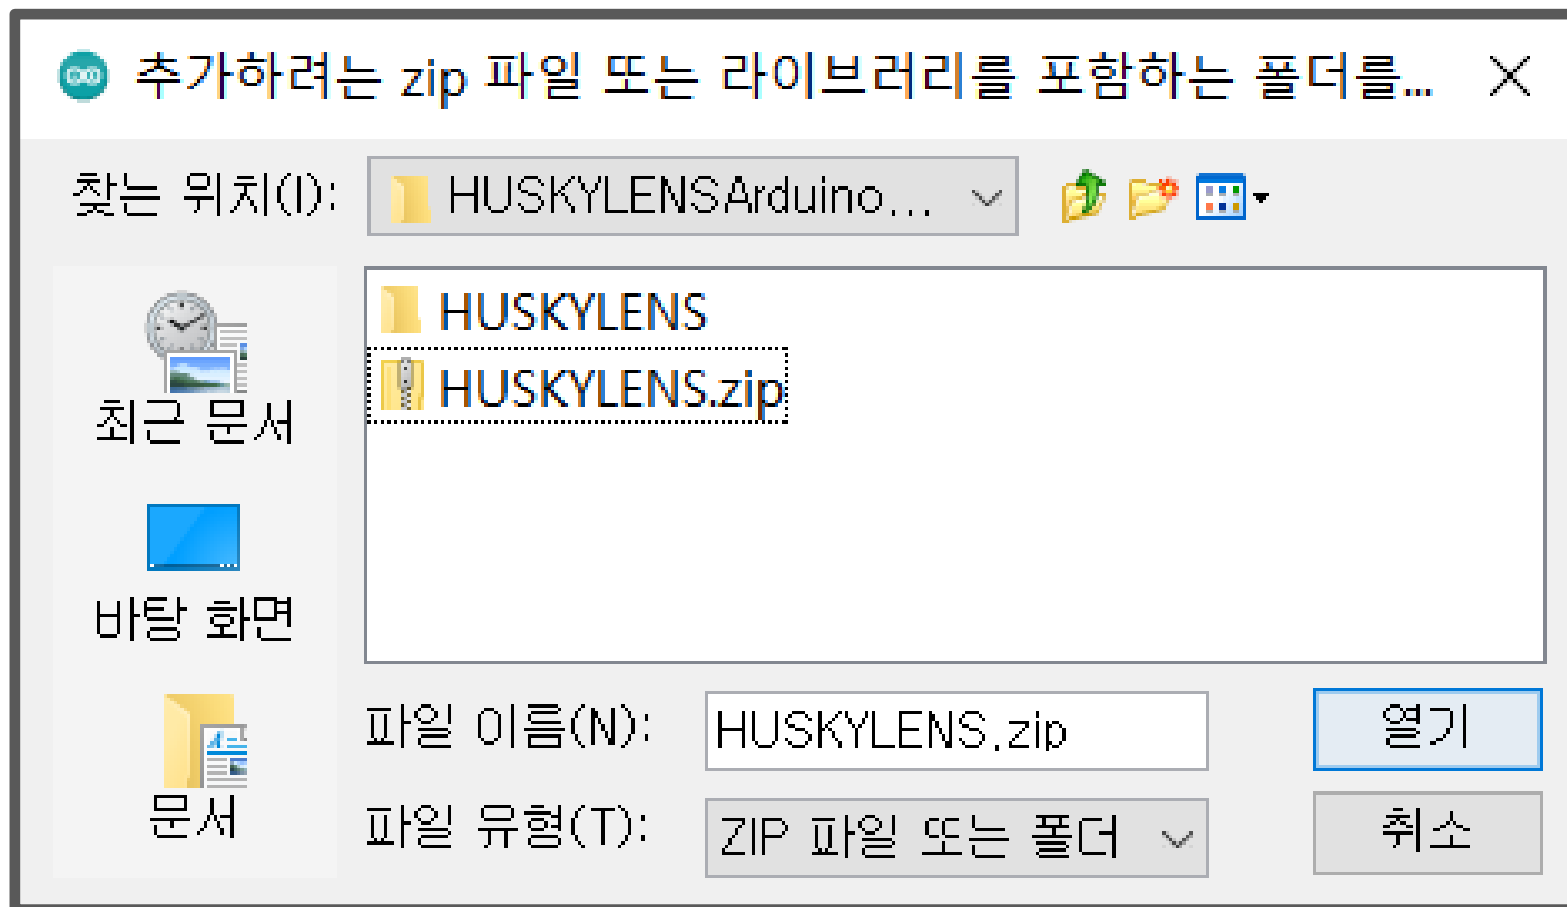 추가하려는 zip 파일 또는 라이브러리를 포함하는 폴더를...
찾는 위치(I): HUSKYLENSArduino...
HUSKYLENS
HUSKYLENS.zip
최근 문서
바탕 화면
문서
파일 이름(N): HUSKYLENS.zip 열기
파일 유형(T): ZIP 파일 또는 폴더 취소